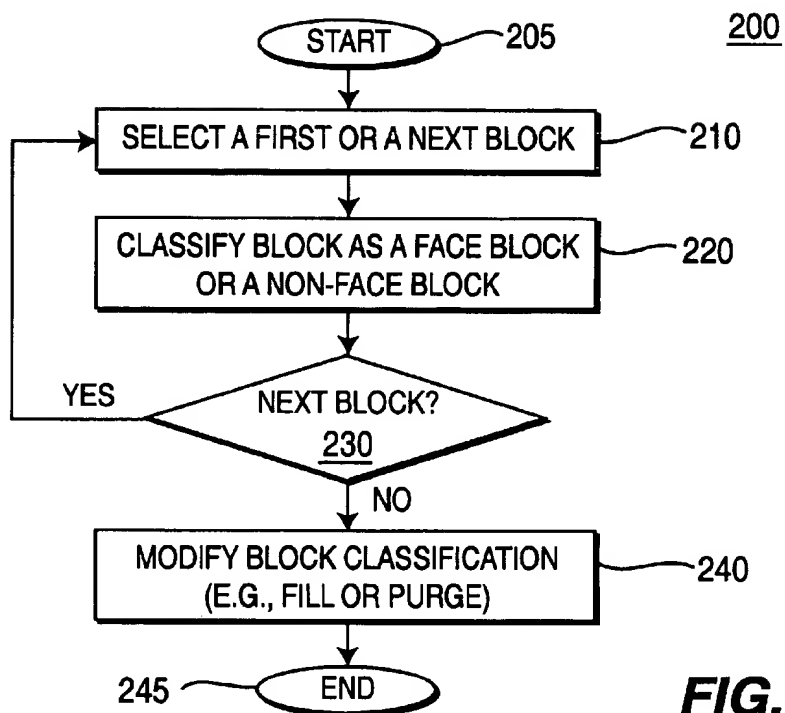 START
205
200
SELECT A FIRST OR A NEXT BLOCK
210
CLASSIFY BLOCK AS A FACE BLOCK
OR A NON-FACE BLOCK
220
YES
NEXT BLOCK?
230
NO
MODIFY BLOCK CLASSIFICATION
(E.G., FILL OR PURGE)
240
245
END
FIG.